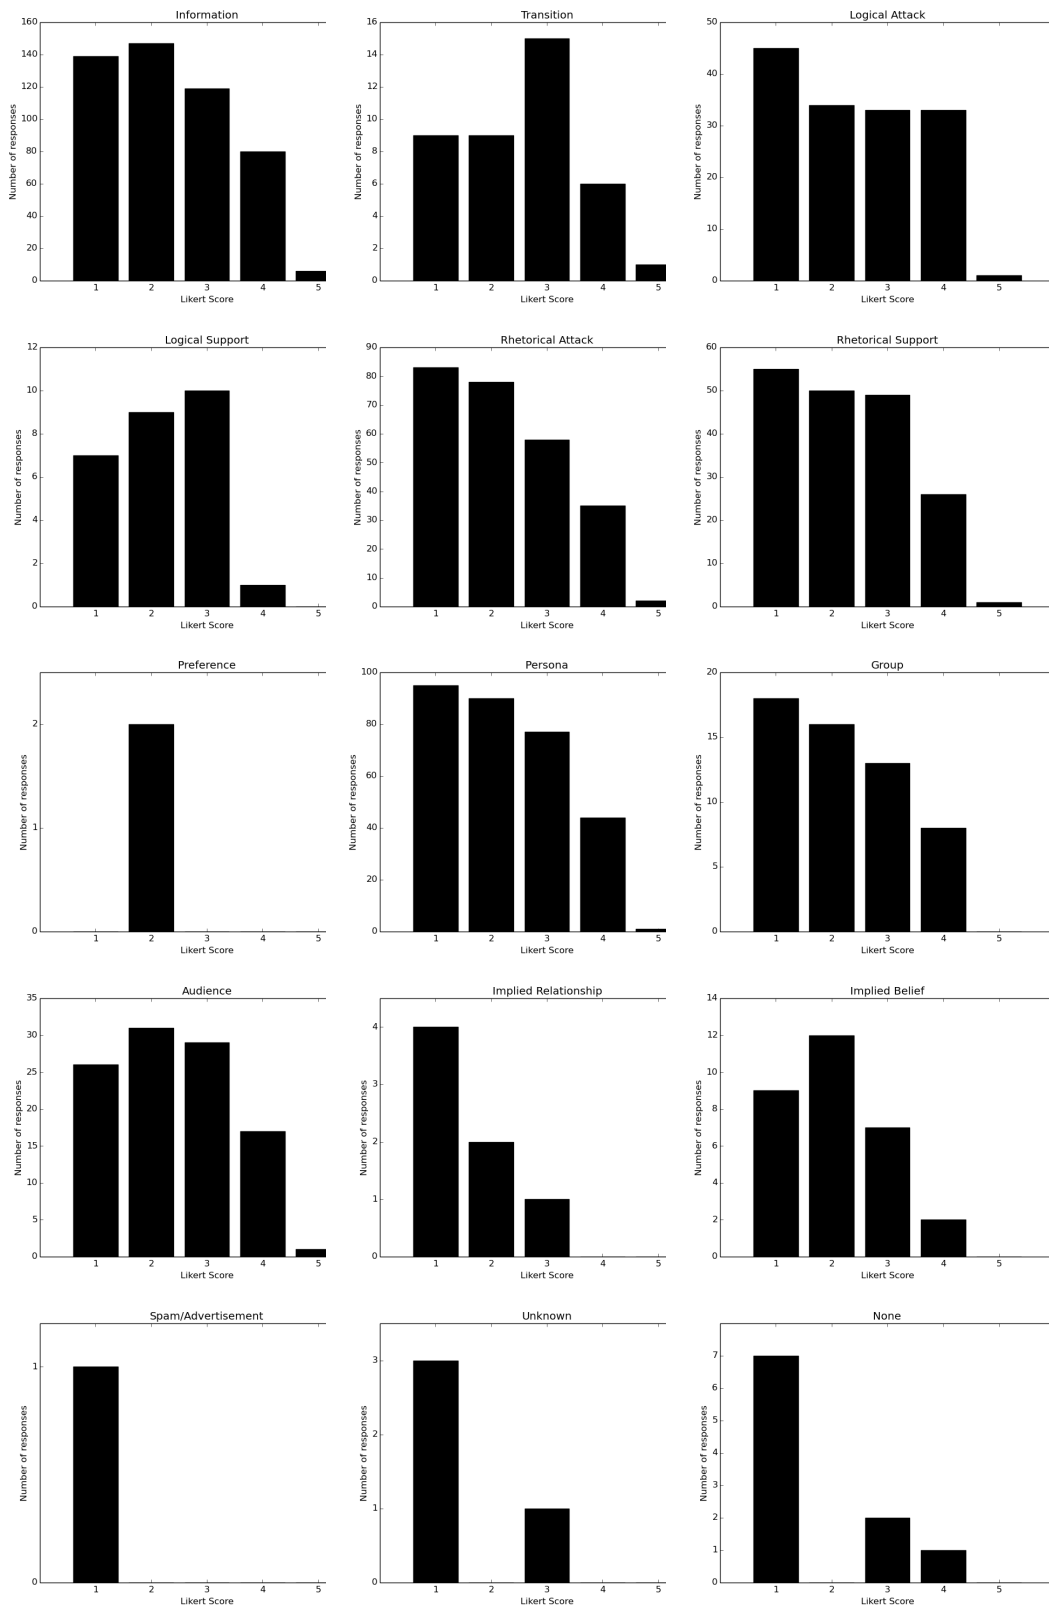 Information
160
140
120
100
80
60
40
20
0
Number of responses
1 2 3 4 5
Likert Score
Transition
16
14
12
10
8
6
4
2
0
Number of responses
1 2 3 4 5
Likert Score
Logical Attack
50
40
30
20
10
0
Number of responses
1 2 3 4 5
Likert Score
Logical Support
12
10
8
6
4
2
0
Number of responses
1 2 3 4 5
Likert Score
Rhetorical Attack
90
80
70
60
50
40
30
20
10
0
Number of responses
1 2 3 4 5
Likert Score
Rhetorical Support
60
50
40
30
20
10
0
Number of responses
1 2 3 4 5
Likert Score
Preference
2
1
0
Number of responses
1 2 3 4 5
Likert Score
Persona
100
80
60
40
20
0
Number of responses
1 2 3 4 5
Likert Score
Group
20
15
10
5
0
Number of responses
1 2 3 4 5
Likert Score
Audience
35
30
25
20
15
10
5
0
Number of responses
1 2 3 4 5
Likert Score
Implied Relationship
4
3
2
1
0
Number of responses
1 2 3 4 5
Likert Score
Implied Belief
14
12
10
8
6
4
2
0
Number of responses
1 2 3 4 5
Likert Score
Spam/Advertisement
1
0
Number of responses
1 2 3 4 5
Likert Score
Unknown
3
2
1
0
Number of responses
1 2 3 4 5
Likert Score
None
7
6
5
4
3
2
1
0
Number of responses
1 2 3 4 5
Likert Score